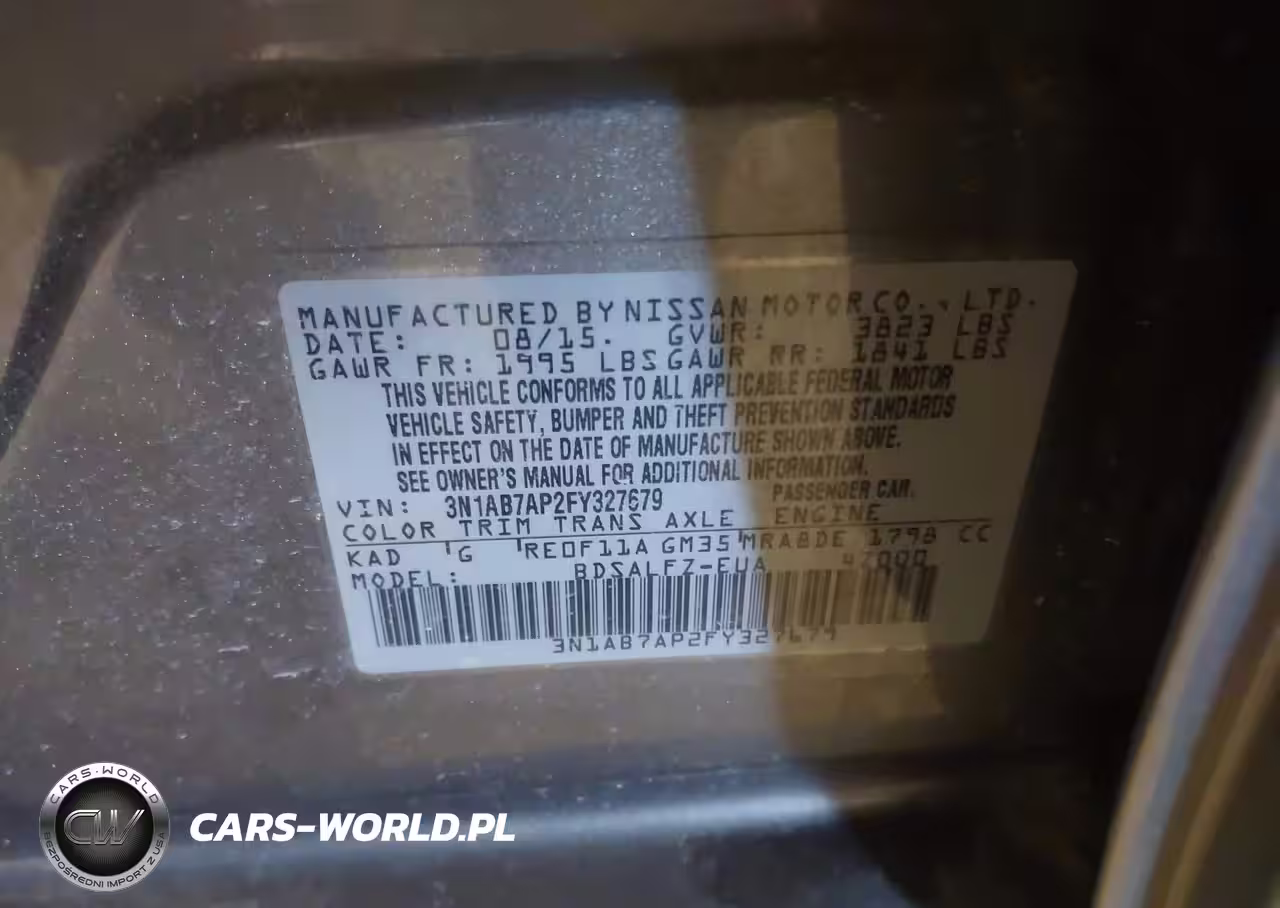 MANUFACTURED BY NISSAN MOTOR CO., LTD.
DATE: 08/15. GVWR: 3823 LBS
GAWR FR: 1995 LBS GAWR RR: 1841 LBS
THIS VEHICLE CONFORMS TO ALL APPLICABLE FEDERAL MOTOR
VEHICLE SAFETY, BUMPER AND THEFT PREVENTION STANDARDS
IN EFFECT ON THE DATE OF MANUFACTURE SHOWN ABOVE.
SEE OWNER'S MANUAL FOR ADDITIONAL INFORMATION.
VIN: 3N1AB7AP2FY327679 PASSENGER CAR.
COLOR TRIM TRANS AXLE ENGINE
KAD G RE0F11A GM35 MRA8DE 1798 CC
MODEL: BDSALFZ-EUA 47000
3N1AB7AP2FY327679
CARS-WORLD
CW
BEZPOŚREDNI IMPORT Z USA
CARS-WORLD.PL